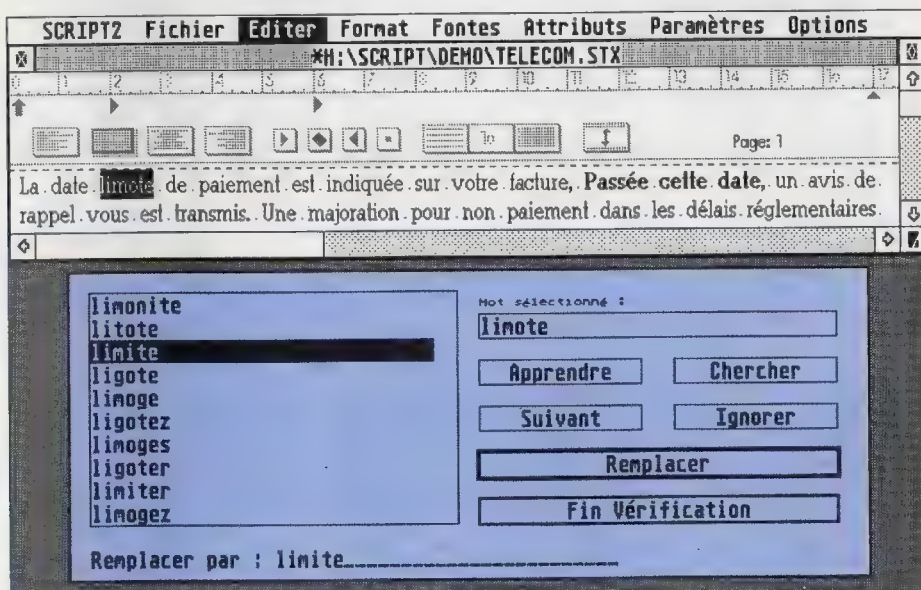 SCRIPT2 Fichier Editer Format Fontes Attributs Paramètres Options
*H:\SCRIPT\DEMO\TELECOM.STX
Page: 1
La date limote de paiement est indiquée sur votre facture, Passée cette date, un avis de
rappel vous est transmis. Une majoration pour non paiement dans les délais réglementaires
limonite
litote
limite
ligote
limoge
ligotez
limoges
ligoter
limiter
limogez
Mot sélectionné :
limote
Apprendre Chercher
Suivant Ignorer
Remplacer
Fin Vérification
Remplacer par : limite